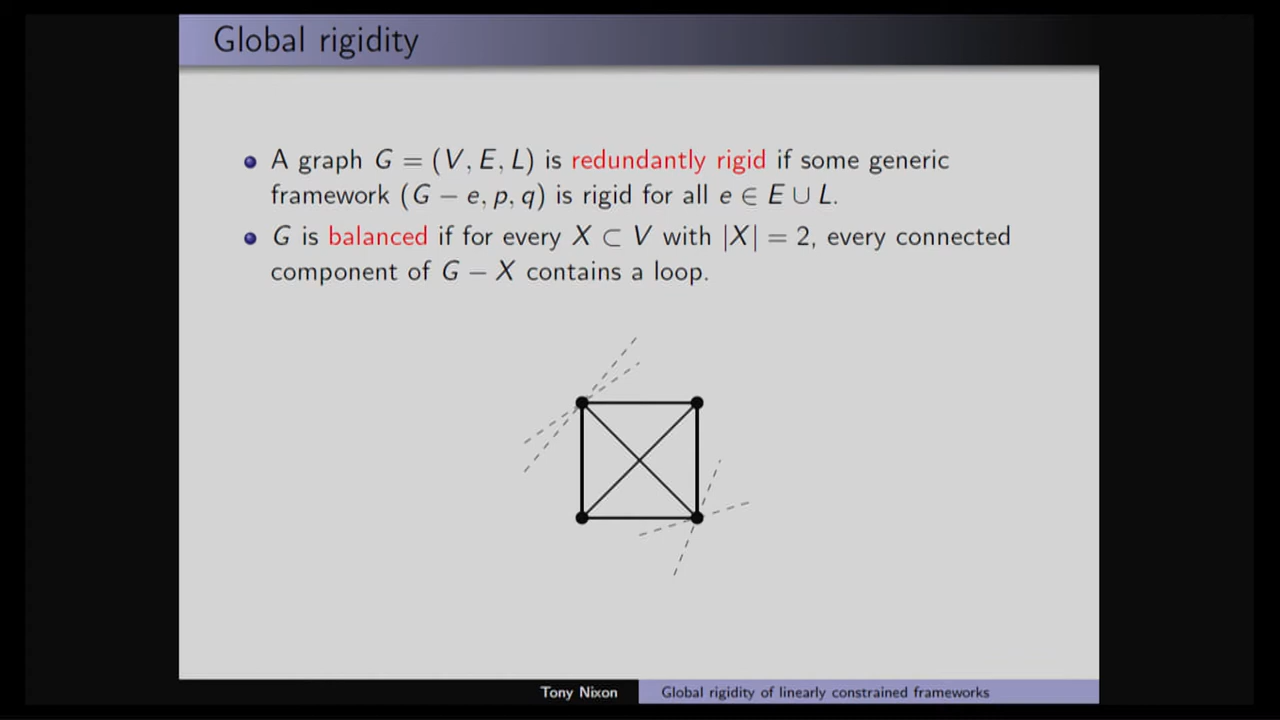 Global rigidity
A graph G = (V, E, L) is redundantly rigid if some generic
framework (G − e, p, q) is rigid for all e ∈ E ∪ L.
G is balanced if for every X ⊂ V with |X| = 2, every connected
component of G − X contains a loop.
Tony Nixon
Global rigidity of linearly constrained frameworks